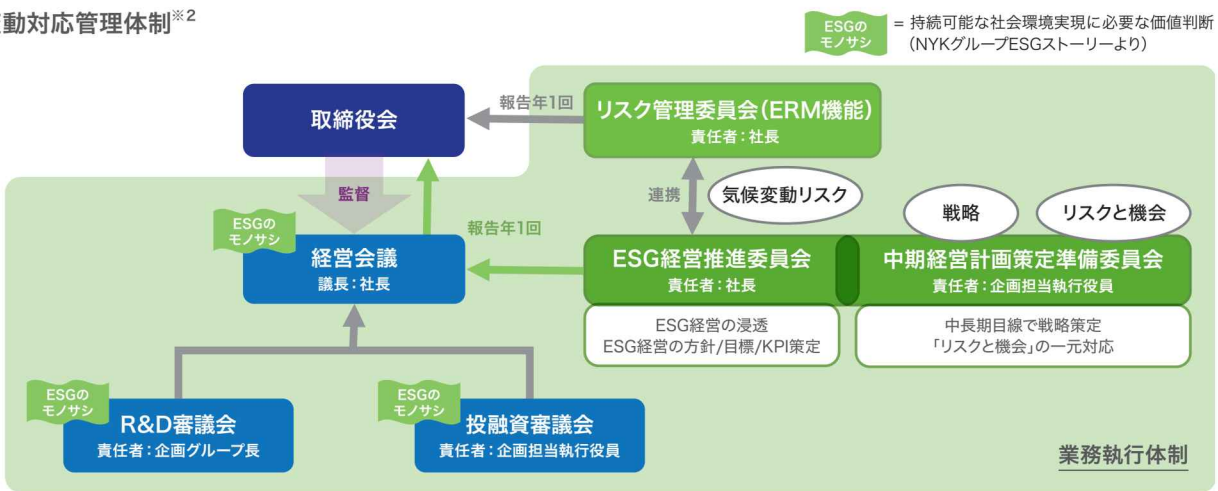 動対応管理体制※2
ESGの
モノサシ
= 持続可能な社会環境実現に必要な価値判断
（NYKグループESGストーリーより）
取締役会
報告年1回
リスク管理委員会（ERM機能）
責任者：社長
監督
連携
気候変動リスク
戦略
リスクと機会
ESGの
モノサシ
報告年1回
経営会議
議長：社長
ESG経営推進委員会
責任者：社長
中期経営計画策定準備委員会
責任者：企画担当執行役員
ESG経営の浸透
ESG経営の方針/目標/KPI策定
中長期目線で戦略策定
「リスクと機会」の一元対応
ESGの
モノサシ
R&D審議会
責任者：企画グループ長
ESGの
モノサシ
投融資審議会
責任者：企画担当執行役員
業務執行体制